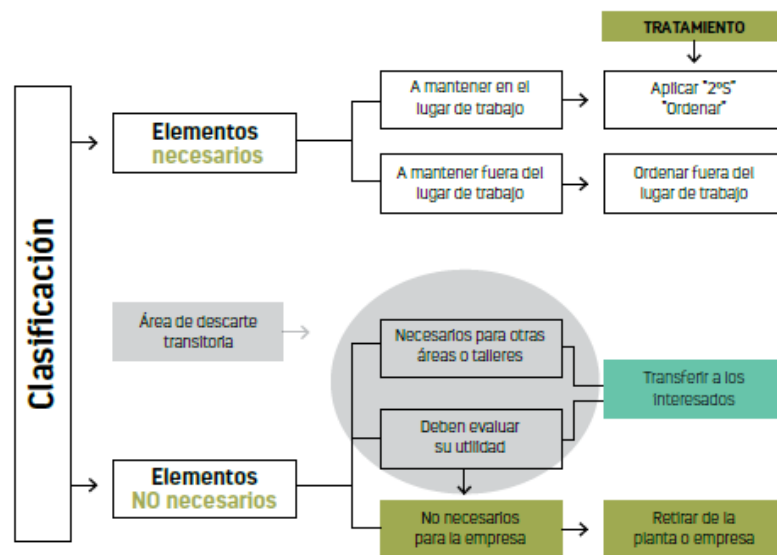 TRATAMIENTO
Clasificación
Elementos
necesarios
A mantener en el
lugar de trabajo
Aplicar "2ºS"
"Ordenar"
A mantener fuera del
lugar de trabajo
Ordenar fuera del
lugar de trabajo
Área de descarte
transitoria
Necesarios para otras
áreas o talleres
Transferir a los
interesados
Deben evaluar
su utilidad
Elementos
NO necesarios
No necesarios
para la empresa
Retirar de la
planta o empresa